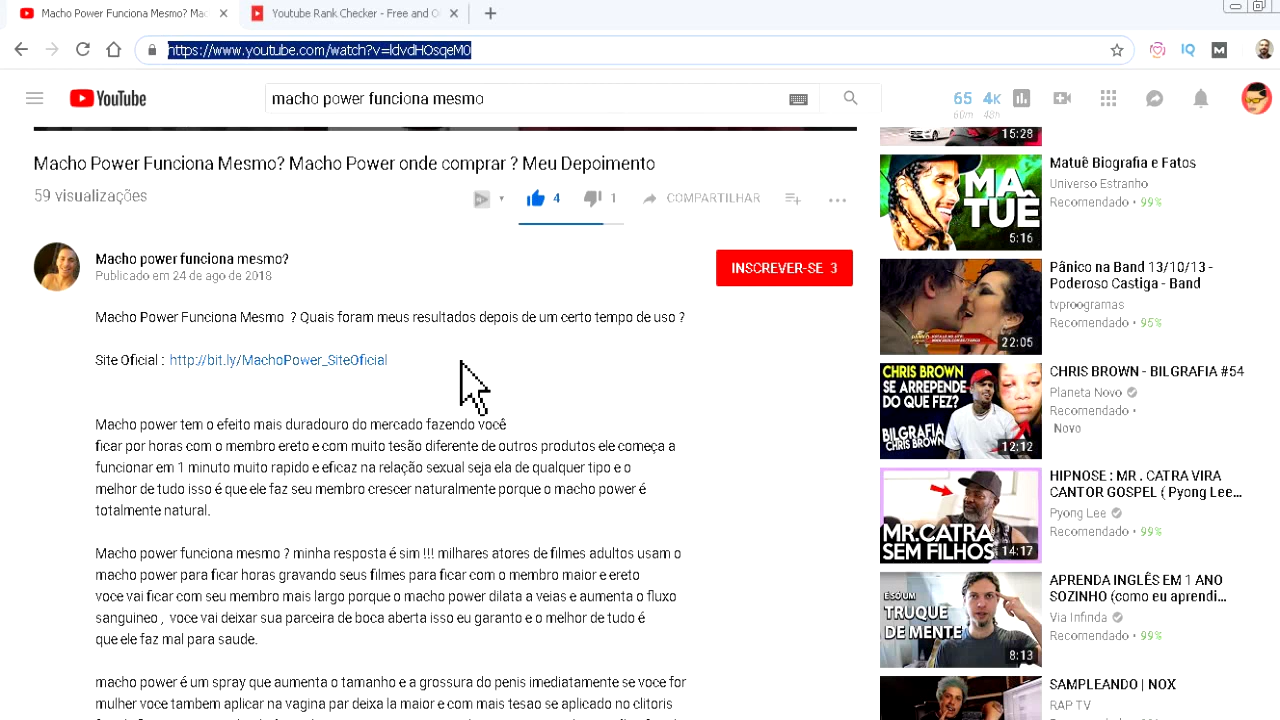 Macho Power Funciona Mesmo? Mac
Youtube Rank Checker - Free and O
https://www.youtube.com/watch?v=ldvdHOsqeM0
IQ
M
YouTube
macho power funciona mesmo
65
60m
4K
48h
15:28
Macho Power Funciona Mesmo? Macho Power onde comprar ? Meu Depoimento
59 visualizações
4
1
COMPARTILHAR
Macho power funciona mesmo?
Publicado em 24 de ago de 2018
INSCREVER-SE 3
Macho Power Funciona Mesmo ? Quais foram meus resultados depois de um certo tempo de uso ?
Site Oficial : http://bit.ly/MachoPower_SiteOficial
Macho power tem o efeito mais duradouro do mercado fazendo você
ficar por horas com o membro ereto e com muito tesão diferente de outros produtos ele começa a
funcionar em 1 minuto muito rapido e eficaz na relação sexual seja ela de qualquer tipo e o
melhor de tudo isso é que ele faz seu membro crescer naturalmente porque o macho power é
totalmente natural.
Macho power funciona mesmo ? minha resposta é sim !!! milhares atores de filmes adultos usam o
macho power para ficar horas gravando seus filmes para ficar com o membro maior e ereto
voce vai ficar com seu membro mais largo porque o macho power dilata a veias e aumenta o fluxo
sanguineo , voce vai deixar sua parceira de boca aberta isso eu garanto e o melhor de tudo é
que ele faz mal para saude.
macho power é um spray que aumenta o tamanho e a grossura do penis imediatamente se voce for
mulher voce tambem aplicar na vagina par deixa la maior e com mais tesao se aplicado no clitoris
MA
TUÊ
5:16
Matuê Biografia e Fatos
Universo Estranho
Recomendado • 99%
22:05
Pânico na Band 13/10/13 -
Poderoso Castiga - Band
tvproogramas
Recomendado • 95%
CHRIS BROWN
SE ARREPENDE
DO QUE FEZ?
BILGRAFIA
CHRIS BROWN
12:12
CHRIS BROWN - BILGRAFIA #54
Planeta Novo
Recomendado •
Novo
MR.CATRA
SEM FILHOS
14:17
HIPNOSE : MR . CATRA VIRA
CANTOR GOSPEL ( Pyong Lee...
Pyong Lee
Recomendado • 99%
É SÓ UM
TRUQUE
DE MENTE
8:13
APRENDA INGLÊS EM 1 ANO
SOZINHO (como eu aprendi...
Via Infinda
Recomendado • 99%
SAMPLEANDO | NOX
RAP TV